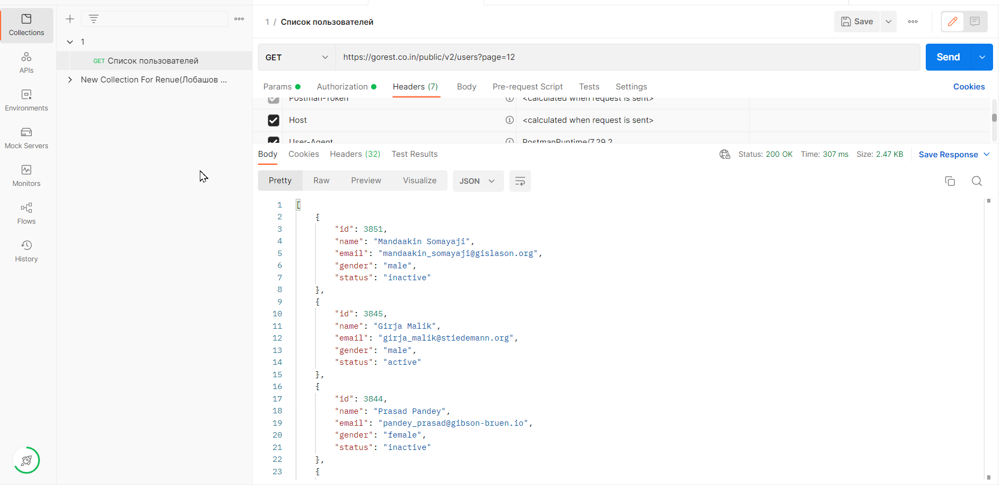 Collections
APIs
Environments
Mock Servers
Monitors
Flows
History
1
GET Список пользователей
New Collection For Renue(Лобашов ...
1 / Список пользователей
Save
GET
https://gorest.co.in/public/v2/users?page=12
Send
Params
Authorization
Headers (7)
Body
Pre-request Script
Tests
Settings
Cookies
Postman-Token <calculated when request is sent>
Host <calculated when request is sent>
User-Agent PostmanRuntime/7.29.2
Body
Cookies
Headers (32)
Test Results
Status: 200 OK Time: 307 ms Size: 2.47 KB
Save Response
Pretty
Raw
Preview
Visualize
JSON
1 [
2 {
3 "id": 3851,
4 "name": "Mandaakin Somayaji",
5 "email": "mandaakin_somayaji@gislason.org",
6 "gender": "male",
7 "status": "inactive"
8 },
9 {
10 "id": 3845,
11 "name": "Girja Malik",
12 "email": "girja_malik@stiedemann.org",
13 "gender": "male",
14 "status": "active"
15 },
16 {
17 "id": 3844,
18 "name": "Prasad Pandey",
19 "email": "pandey_prasad@gibson-bruen.io",
20 "gender": "female",
21 "status": "inactive"
22 },
23 {